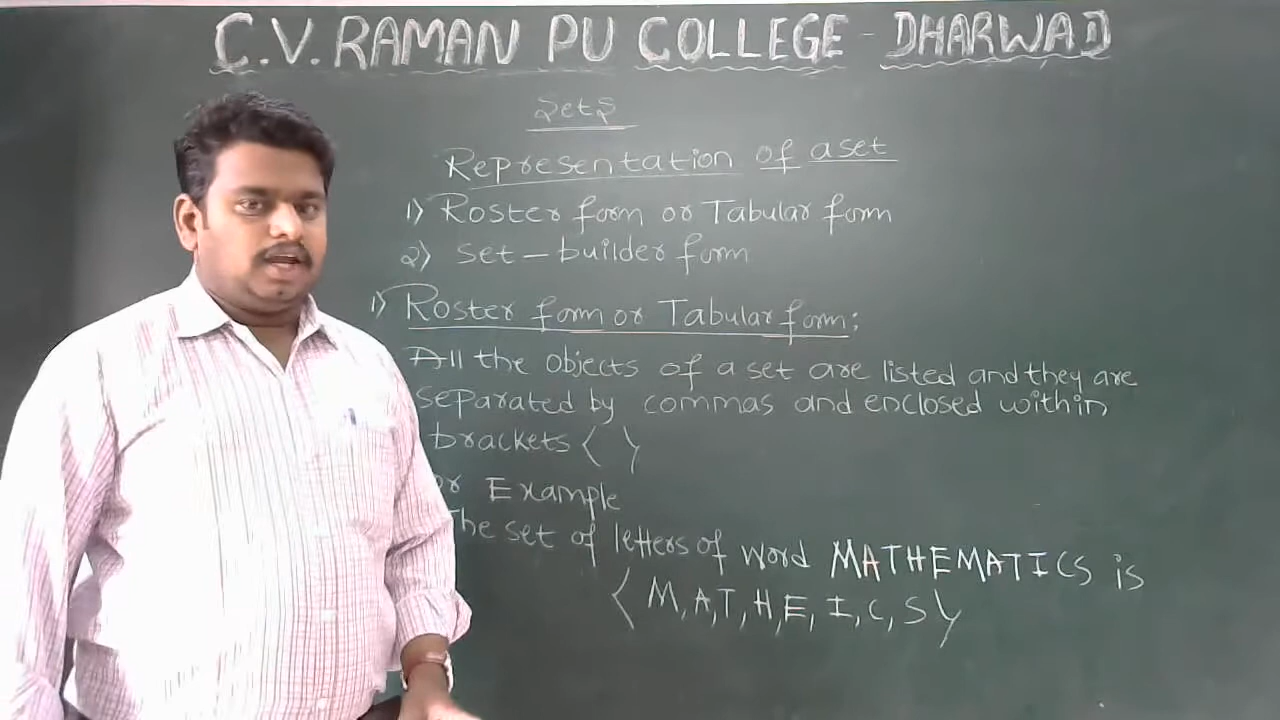 C.V. RAMAN PU COLLEGE - DHARWAD
Sets
Representation of a set
1) Roster form or Tabular form
2) set - builder form
1) Roster form or Tabular form:
All the objects of a set are listed and they are
separated by commas and enclosed within
brackets { }
or Example
The set of letters of word MATHEMATICS is
{ M, A, T, H, E, I, C, S }